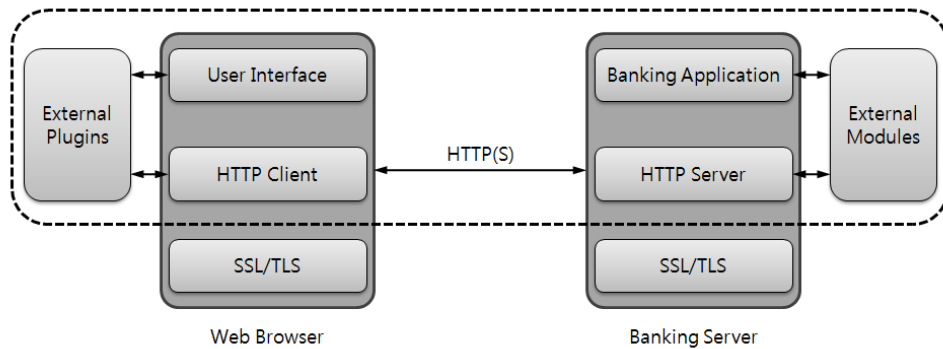 External
Plugins
User Interface
HTTP Client
SSL/TLS
Web Browser
HTTP(S)
Banking Application
HTTP Server
SSL/TLS
Banking Server
External
Modules